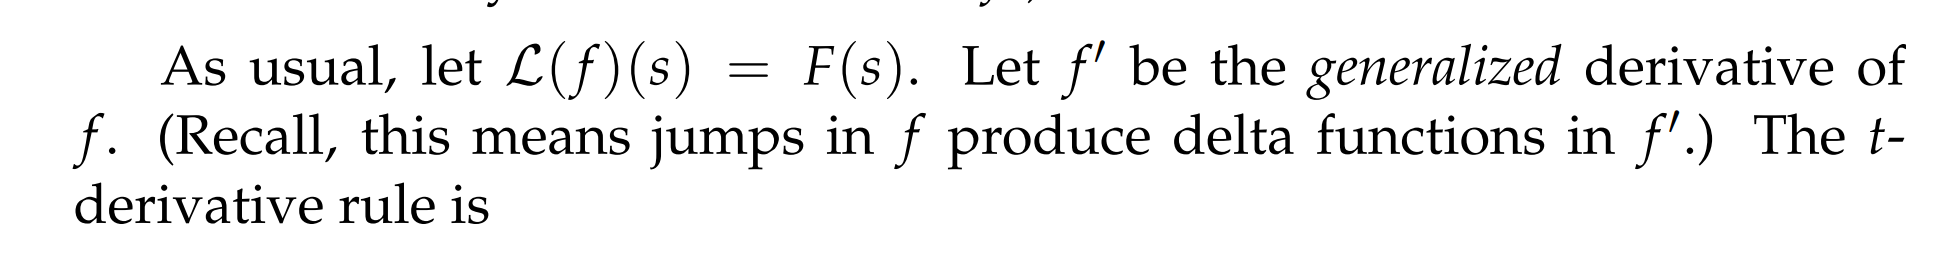 As usual, let ℒ(f)(s) = F(s). Let f′ be the generalized derivative of
f. (Recall, this means jumps in f produce delta functions in f′.) The t-
derivative rule is